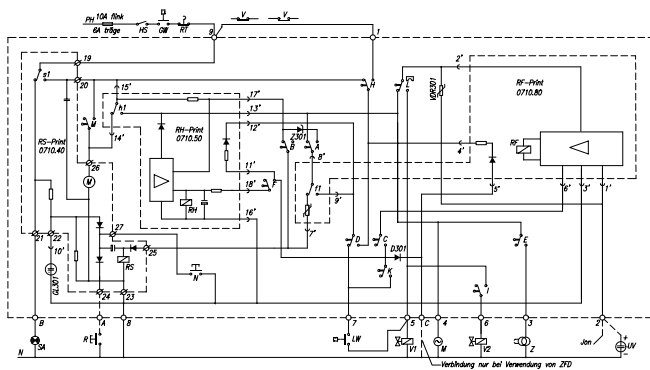 PH 10A flink
6A träge
HS GW RT
V V
9 1
19
s1
20
H
L
2'
VDR301
RF-Print
0710.80
15'
17'
h1
13'
12'
M
RS-Print
0710.40
14'
RH-Print
0710.50
Z301
B A
8'
RF
4'
26
11'
F
18'
f1
9'
5'
6' 3' 1'
M
RH
16'
7'
27
D C
D301
E
21 22
10'
25
K
GL301
RS
N
I
24 23
B A 8 7 5 C 4 6 3 2
SA
R
LW
V1
M
V2
Z
Jon
UV
+
-
N
Verbindung nur bei Verwendung von ZFD